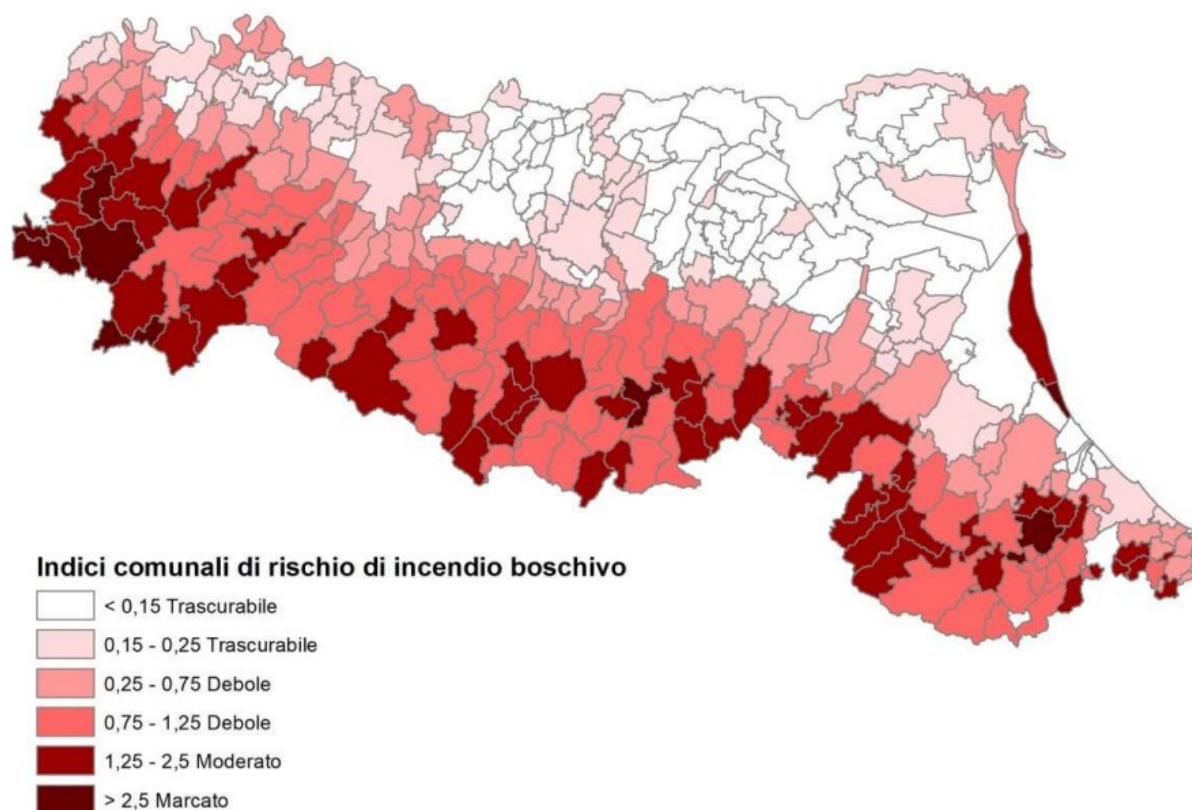 Indici comunali di rischio di incendio boschivo
< 0,15 Trascurabile
0,15 - 0,25 Trascurabile
0,25 - 0,75 Debole
0,75 - 1,25 Debole
1,25 - 2,5 Moderato
> 2,5 Marcato